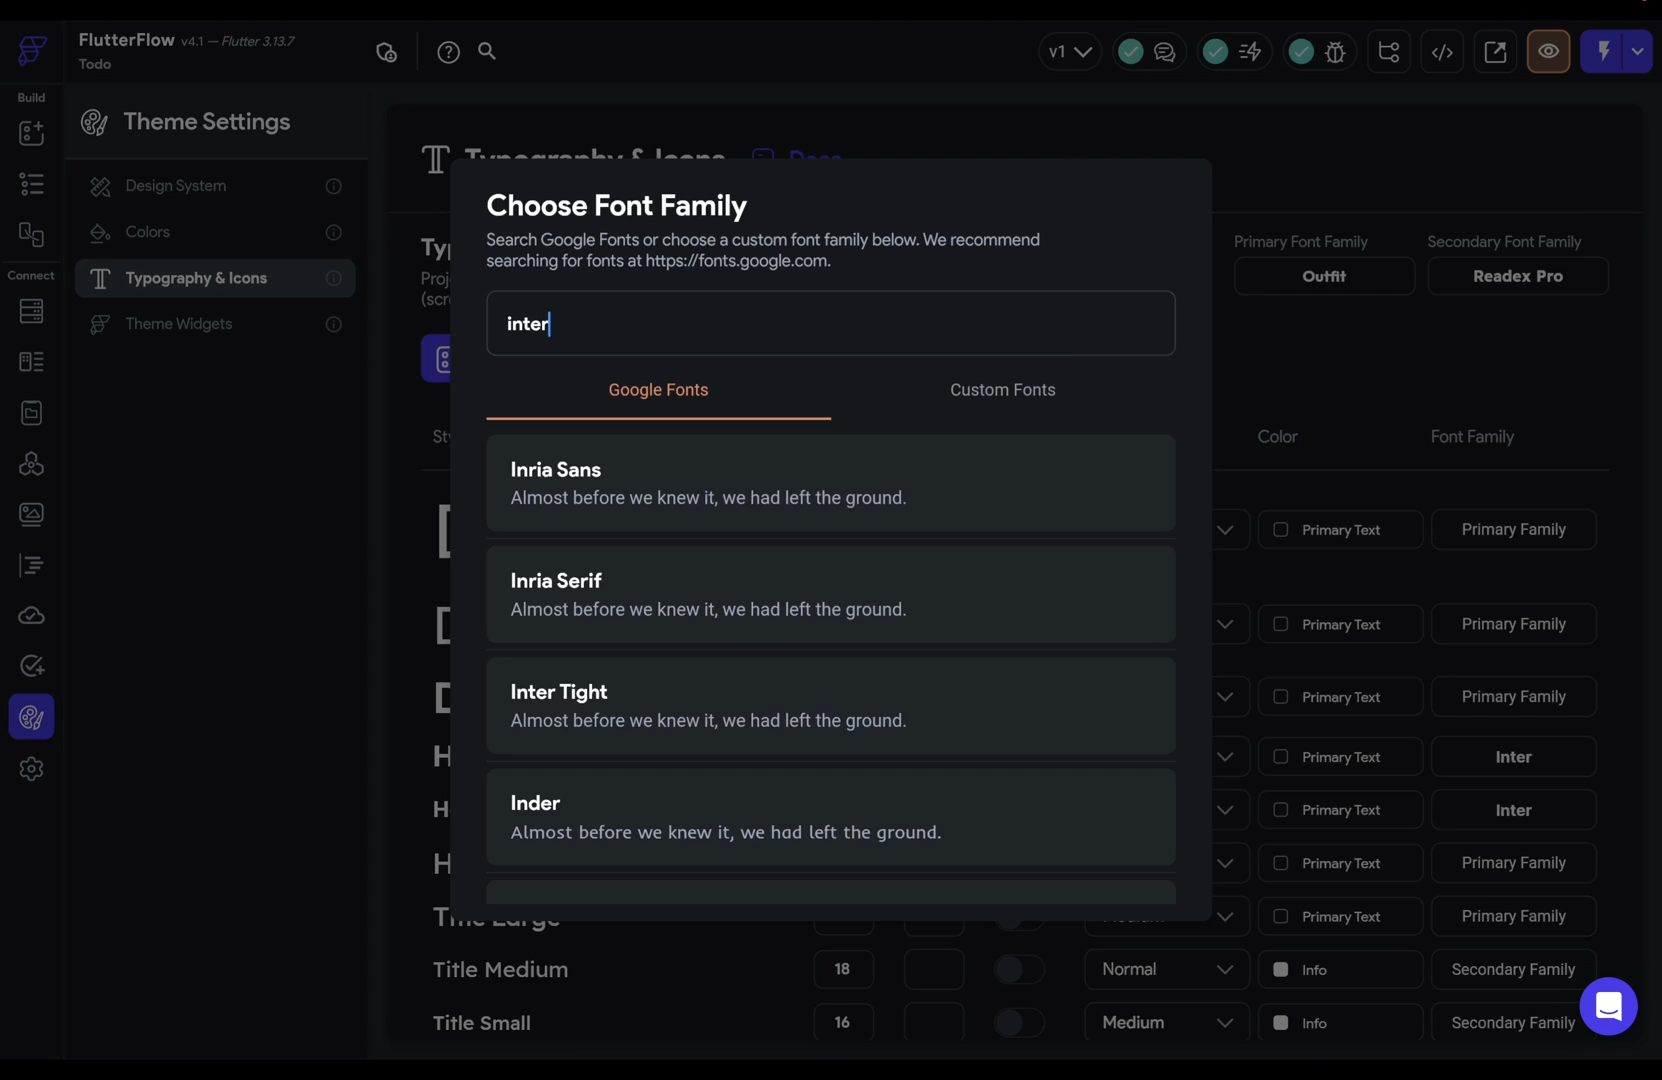 FlutterFlow v4.1 — Flutter 3.13.7
Todo
v1
Build
Connect
Theme Settings
Design System
Colors
Typography & Icons
Theme Widgets
Typography & Icons
Choose Font Family
Search Google Fonts or choose a custom font family below. We recommend
searching for fonts at https://fonts.google.com.
inter
Google Fonts
Custom Fonts
Inria Sans
Almost before we knew it, we had left the ground.
Inria Serif
Almost before we knew it, we had left the ground.
Inter Tight
Almost before we knew it, we had left the ground.
Inder
Almost before we knew it, we had left the ground.
Primary Font Family
Secondary Font Family
Outfit
Readex Pro
Color
Font Family
Primary Text
Primary Family
Primary Text
Primary Family
Primary Text
Primary Family
Primary Text
Inter
Primary Text
Inter
Primary Text
Primary Family
Title Large
Primary Text
Primary Family
Title Medium
18
Normal
Info
Secondary Family
Title Small
16
Medium
Info
Secondary Family